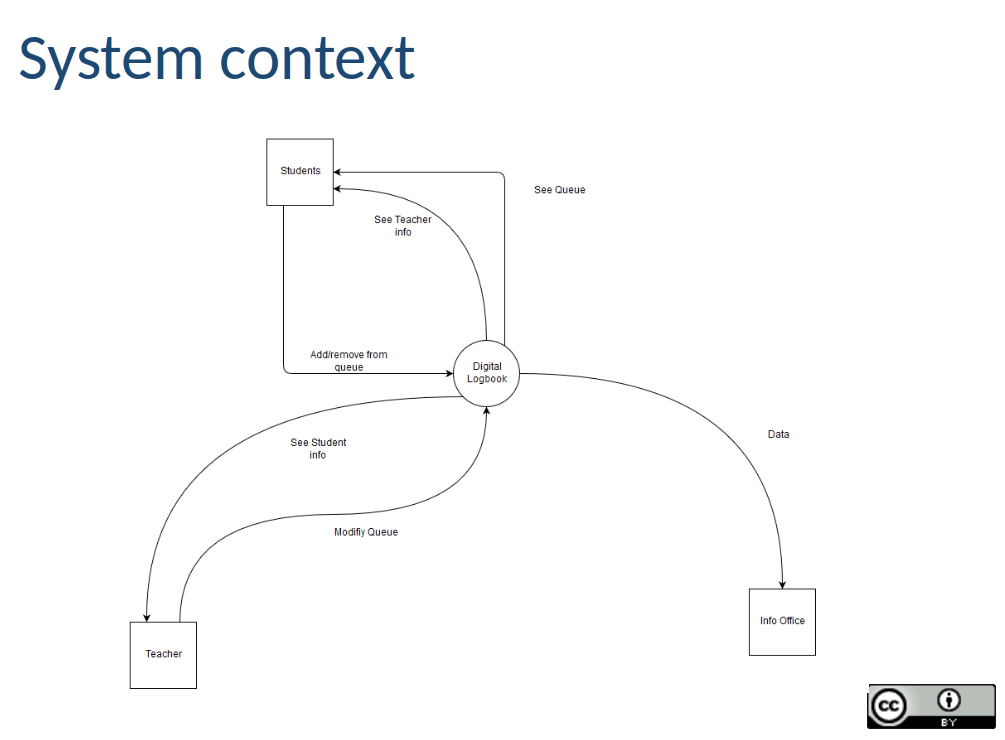 System context
Students
See Queue
See Teacher
info
Add/remove from
queue
Digital
Logbook
See Student
info
Data
Modifiy Queue
Info Office
Teacher
cc
BY